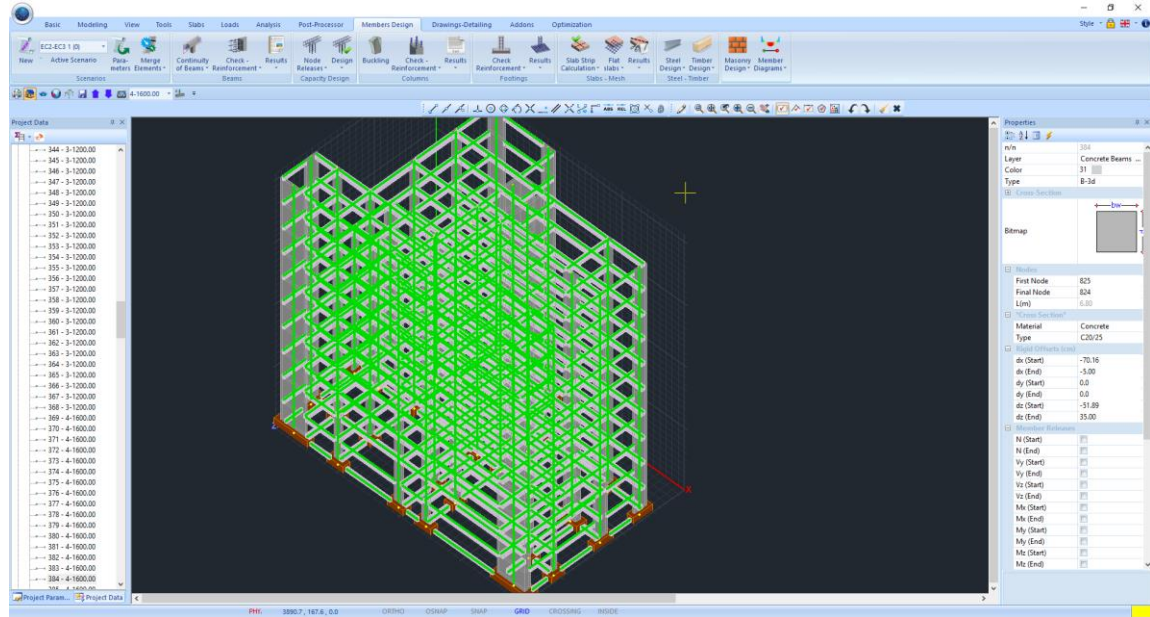 Style
Basic Modeling View Tools Slabs Loads Analysis Post-Processor Members Design Drawings-Detailing Addons Optimization
EC2-EC3 1 (0)
New Active Scenario Para- meters Merge Elements Continuity of Beams Check - Reinforcement Results Node Releases Design Buckling Check - Reinforcement Results Check Reinforcement Results Slab Strip Calculation Flat slabs Results Steel Design Timber Design Masonry Design Member Diagrams
Scenarios Beams Capacity Design Columns Footings Slabs - Mesh Steel - Timber
4-1600.00
Project Data
344 - 3-1200.00
345 - 3-1200.00
346 - 3-1200.00
347 - 3-1200.00
348 - 3-1200.00
349 - 3-1200.00
350 - 3-1200.00
351 - 3-1200.00
352 - 3-1200.00
353 - 3-1200.00
354 - 3-1200.00
355 - 3-1200.00
356 - 3-1200.00
357 - 3-1200.00
358 - 3-1200.00
359 - 3-1200.00
360 - 3-1200.00
361 - 3-1200.00
362 - 3-1200.00
363 - 3-1200.00
364 - 3-1200.00
365 - 3-1200.00
366 - 3-1200.00
367 - 3-1200.00
368 - 3-1200.00
369 - 4-1600.00
370 - 4-1600.00
371 - 4-1600.00
372 - 4-1600.00
373 - 4-1600.00
374 - 4-1600.00
375 - 4-1600.00
376 - 4-1600.00
377 - 4-1600.00
378 - 4-1600.00
379 - 4-1600.00
380 - 4-1600.00
381 - 4-1600.00
382 - 4-1600.00
383 - 4-1600.00
384 - 4-1600.00
Project Param... Project Data
X
Properties
n/n 384
Layer Concrete Beams ...
Color 31
Type B-3d
Cross Section
bw
Bitmap
Nodes
First Node 825
Final Node 824
L(m) 6.80
"Cross Section"
Material Concrete
Type C20/25
Rigid Offsets (cm)
dx (Start) -70.16
dx (End) -5.00
dy (Start) 0.0
dy (End) 0.0
dz (Start) -51.89
dz (End) 35.00
Member Releases
N (Start)
N (End)
Vy (Start)
Vy (End)
Vz (Start)
Vz (End)
Mx (Start)
Mx (End)
My (Start)
My (End)
Mz (Start)
Mz (End)
PHY. 3890.7 , 167.6 , 0.0 ORTHO OSNAP SNAP GRID CROSSING INSIDE